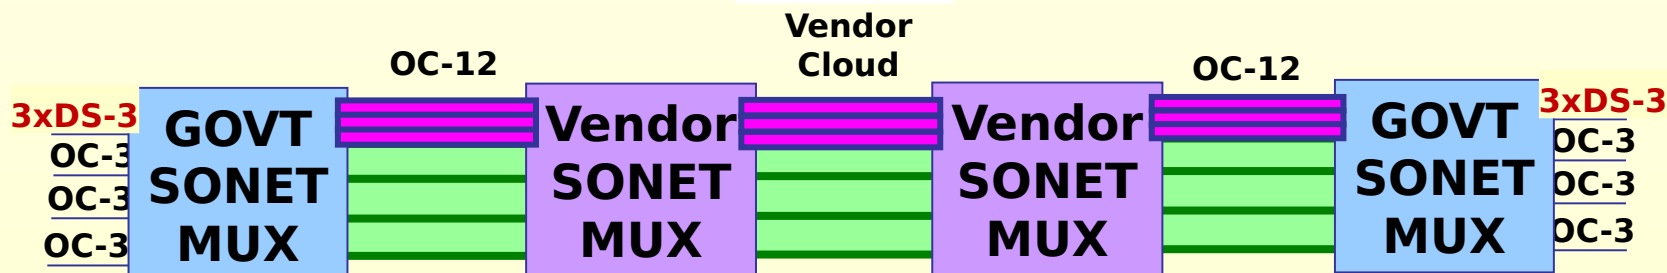 Vendor
Cloud
OC-12
OC-12
3xDS-3
OC-3
OC-3
OC-3
GOVT
SONET
MUX
Vendor
SONET
MUX
Vendor
SONET
MUX
GOVT
SONET
MUX
3xDS-3
OC-3
OC-3
OC-3